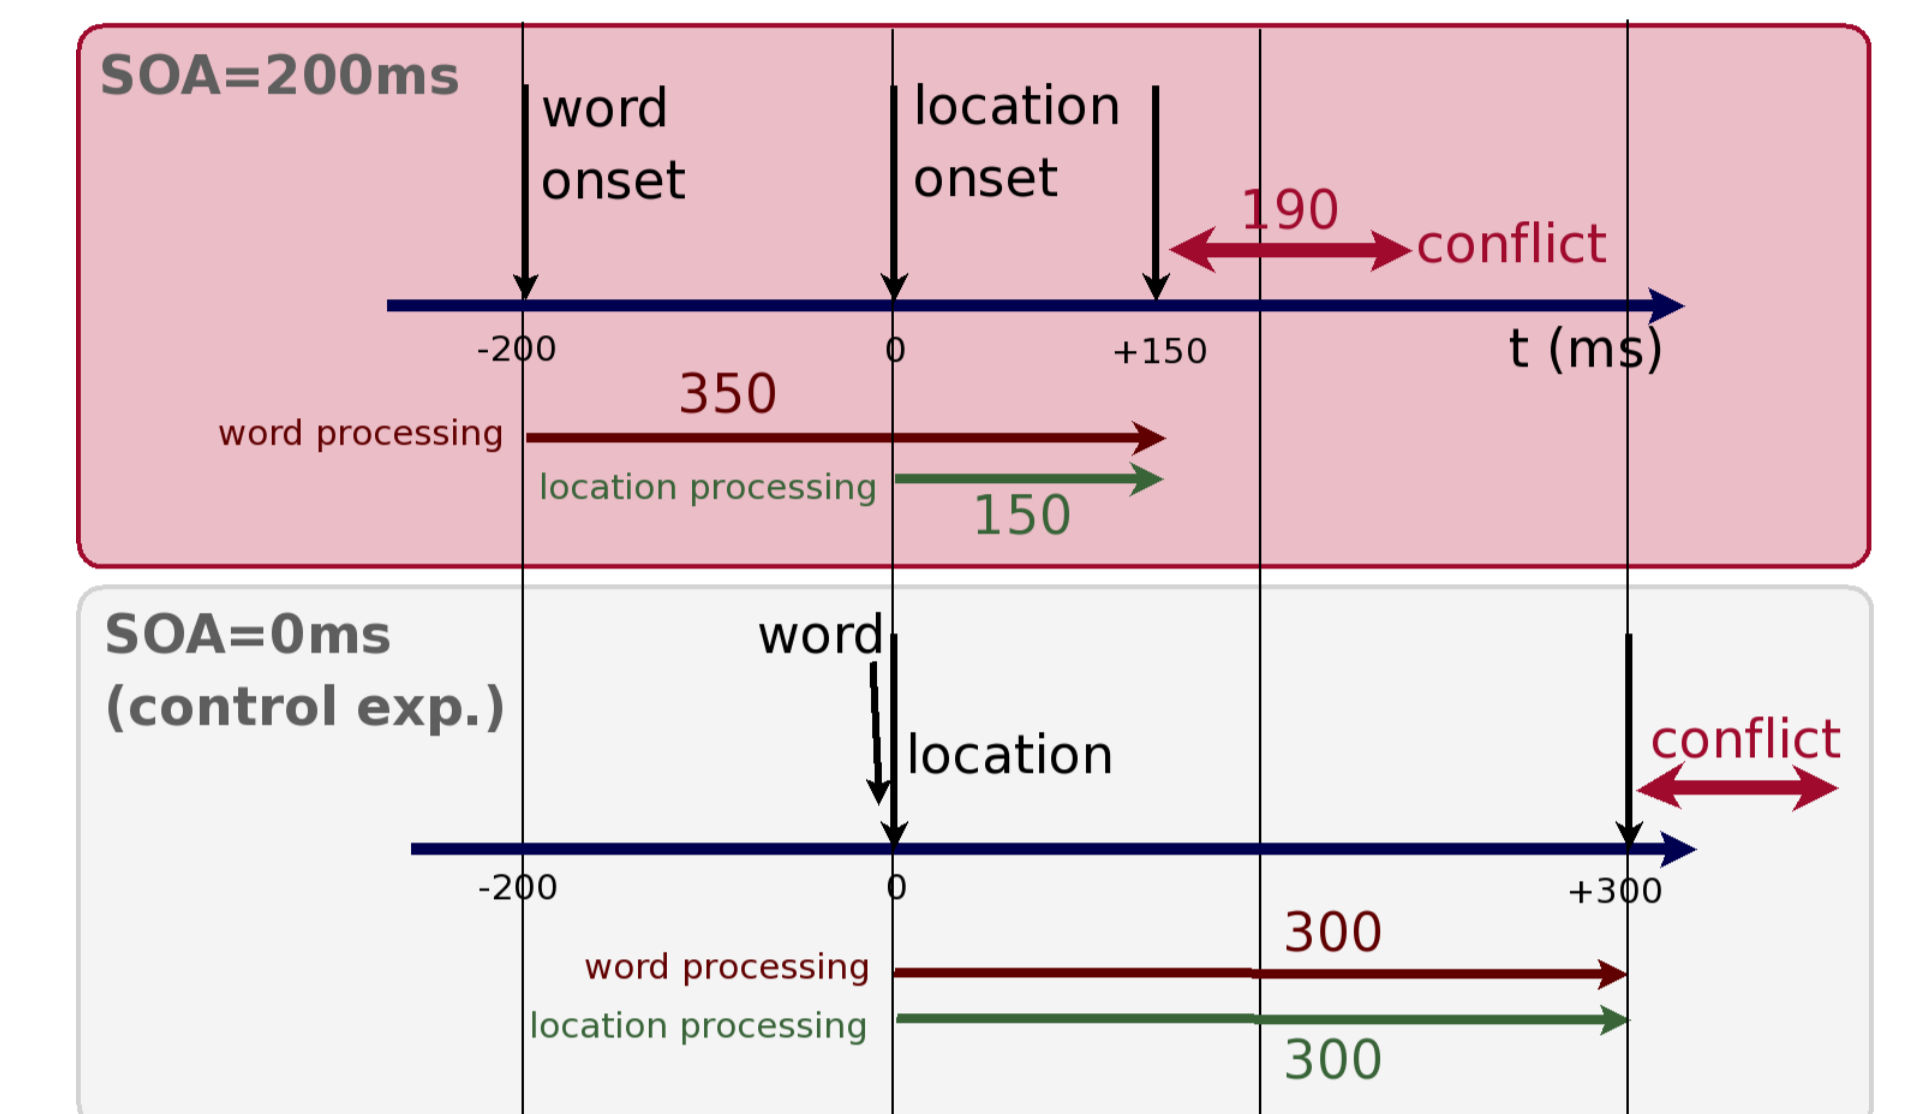 SOA=200ms
word
onset
location
onset
190
conflict
-200
0
+150
t (ms)
350
word processing
location processing
150
SOA=0ms
(control exp.)
word
location
conflict
-200
0
+300
300
word processing
location processing
300